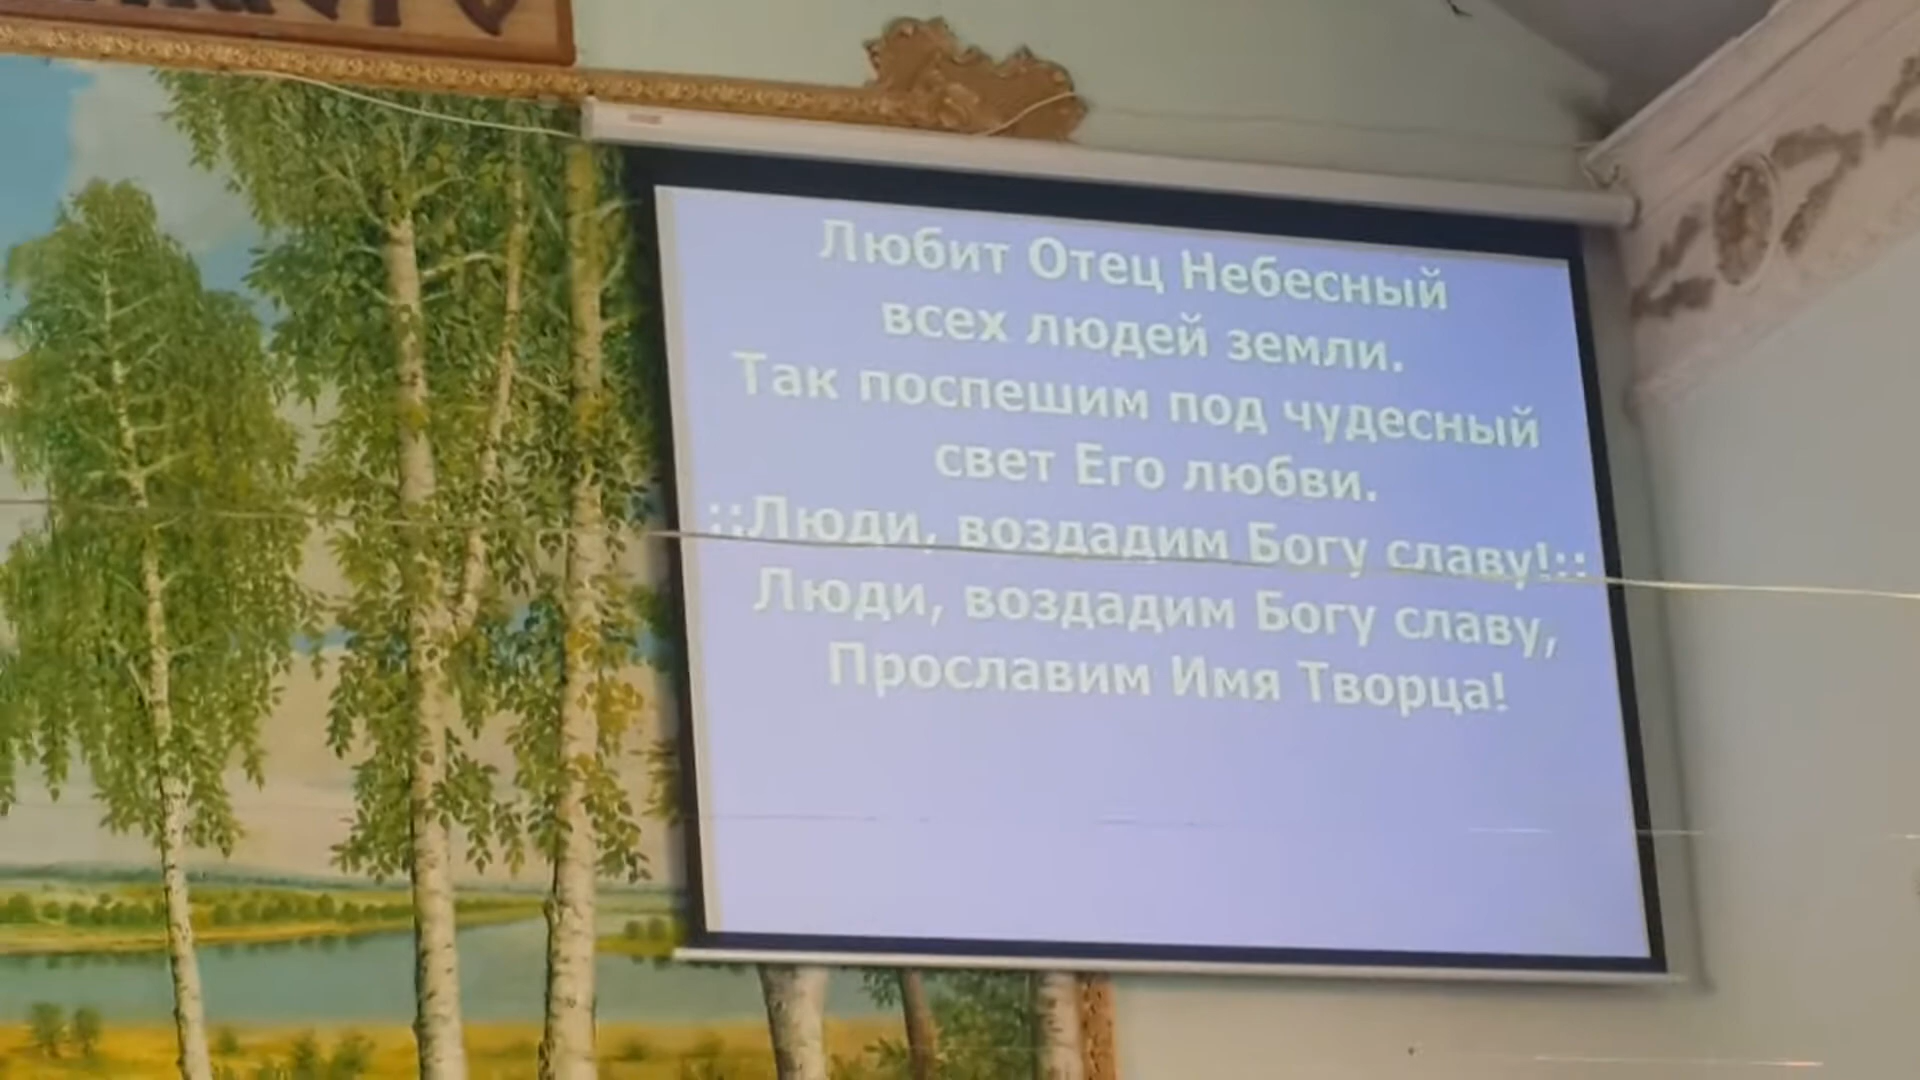 Любит Отец Небесный
всех людей земли.
Так поспешим под чудесный
свет Его любви.
::Люди, воздадим Богу славу!::
Люди, воздадим Богу славу,
Прославим Имя Творца!